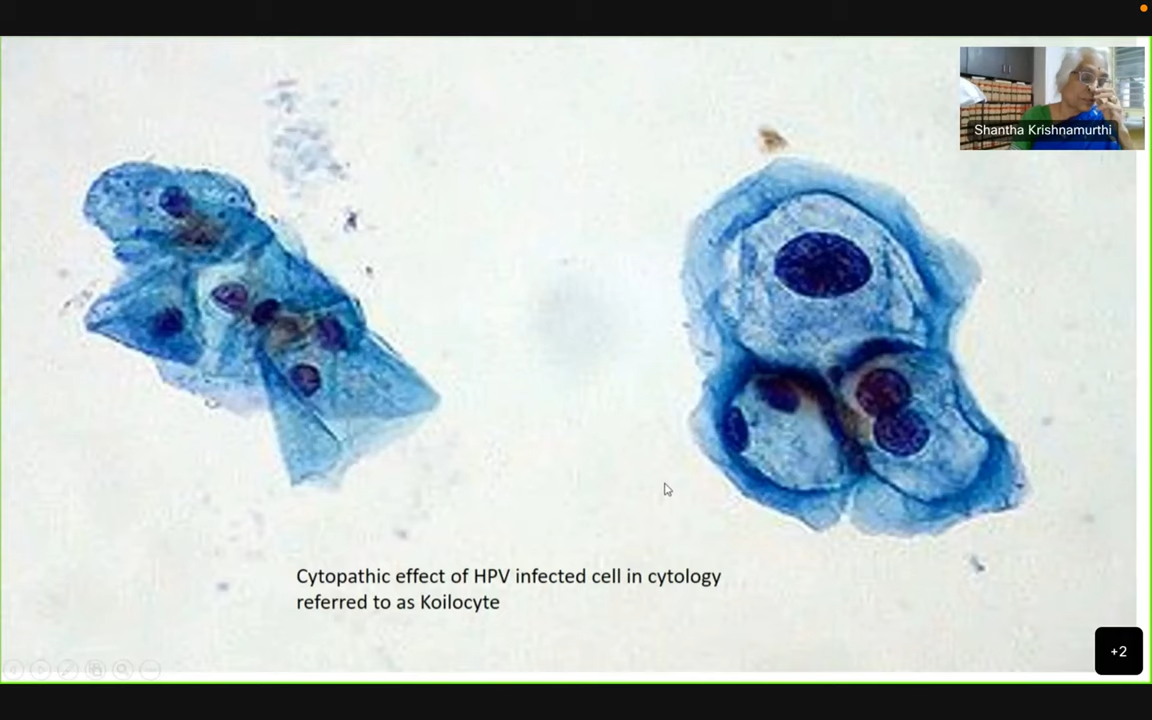 Shantha Krishnamurthi
Cytopathic effect of HPV infected cell in cytology
referred to as Koilocyte
+2